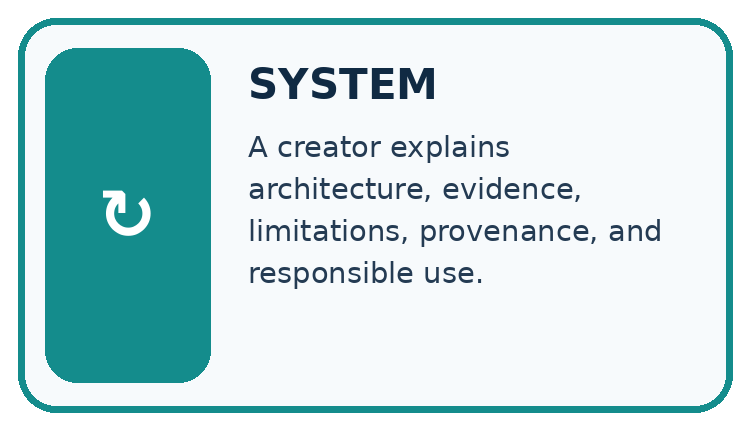 SYSTEM
A creator explains
architecture, evidence,
limitations, provenance, and
responsible use.